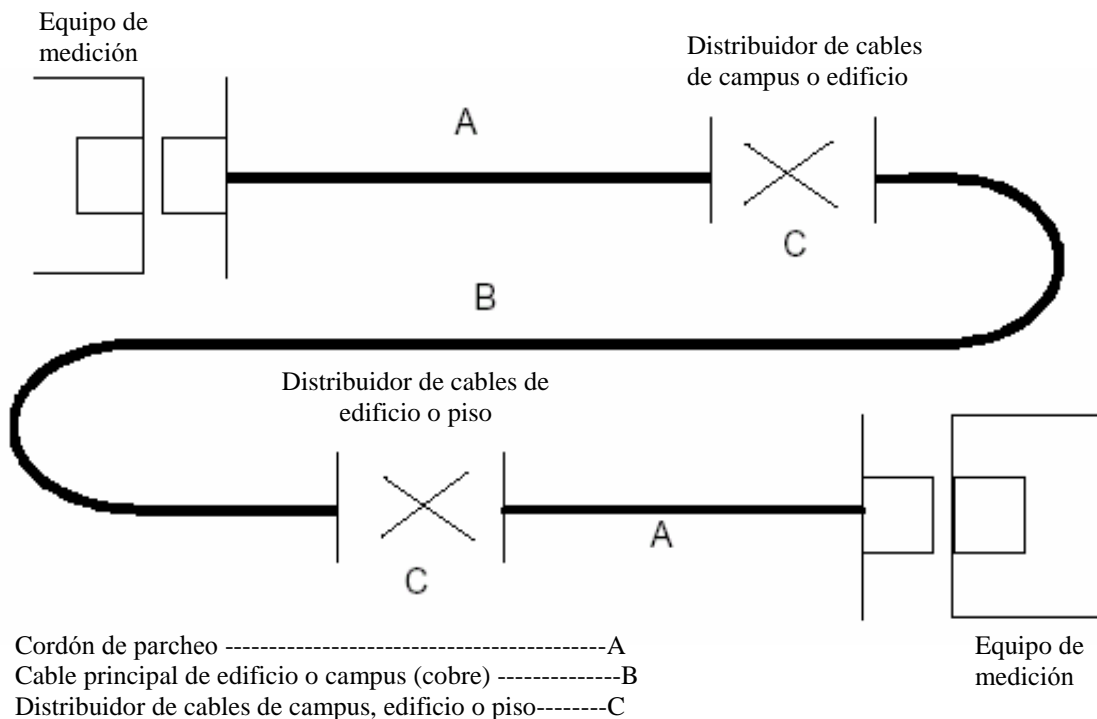 Equipo de
medición
Distribuidor de cables
de campus o edificio
A
C
B
Distribuidor de cables de
edificio o piso
A
C
Cordón de parcheo --------------------------------------------A
Cable principal de edificio o campus (cobre) --------------B
Distribuidor de cables de campus, edificio o piso--------C
Equipo de
medición